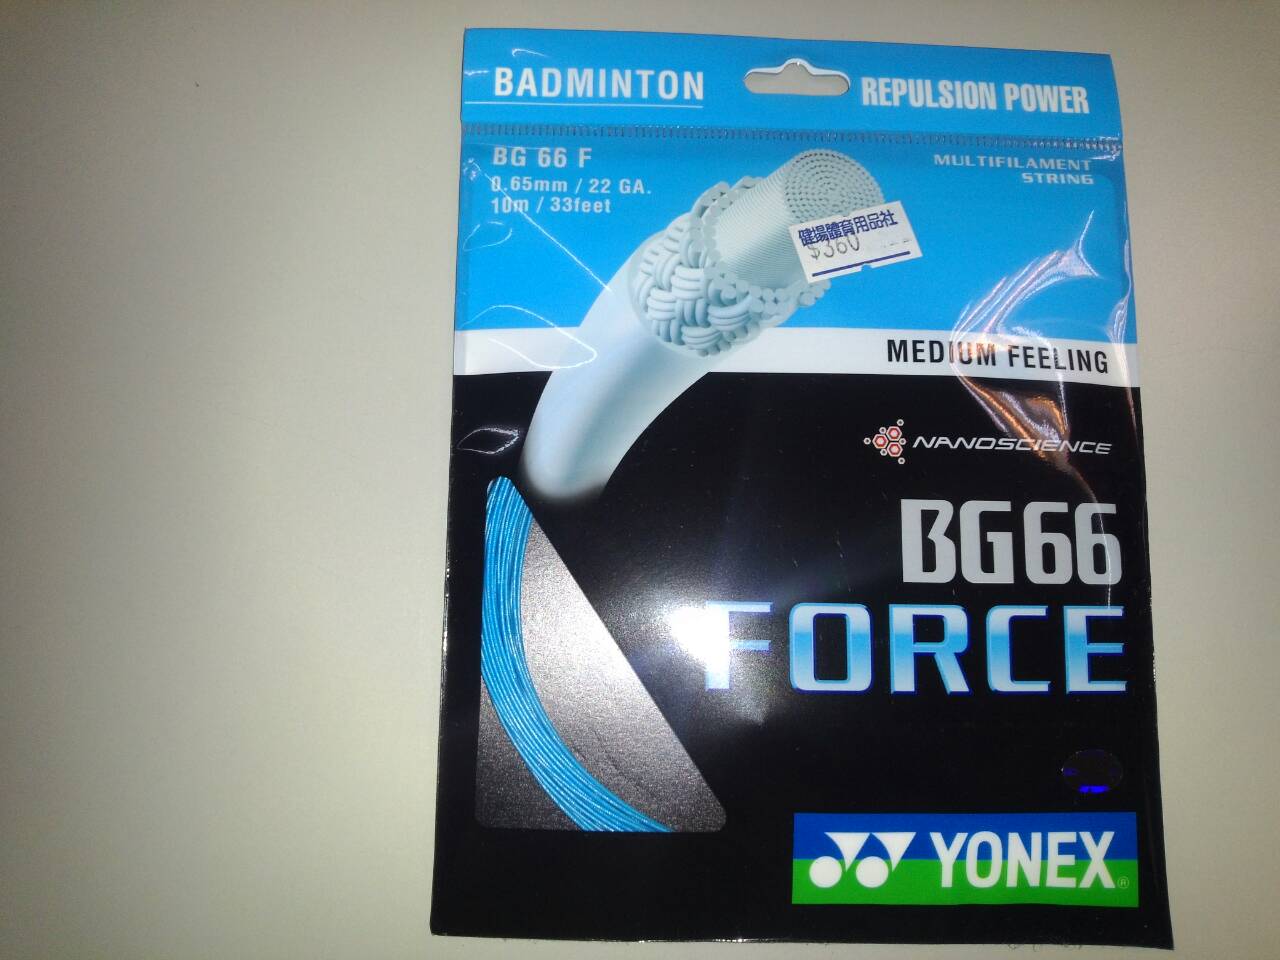 BADMINTON
REPULSION POWER
BG 66 F
0.65mm / 22 GA.
10m / 33feet
MULTIFILAMENT
STRING
健揚體育用品社
$360
MEDIUM FEELING
NANOSCIENCE
BG66
FORCE
YONEX®